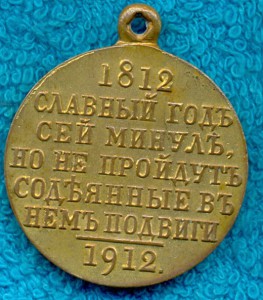 1812
СЛАВНЫЙ ГОДЪ
СЕЙ МИНУЛЪ,
НО НЕ ПРОЙДУТЪ
СОДѢЯННЫЕ ВЪ
НЕМЪ ПОДВИГИ
1912.